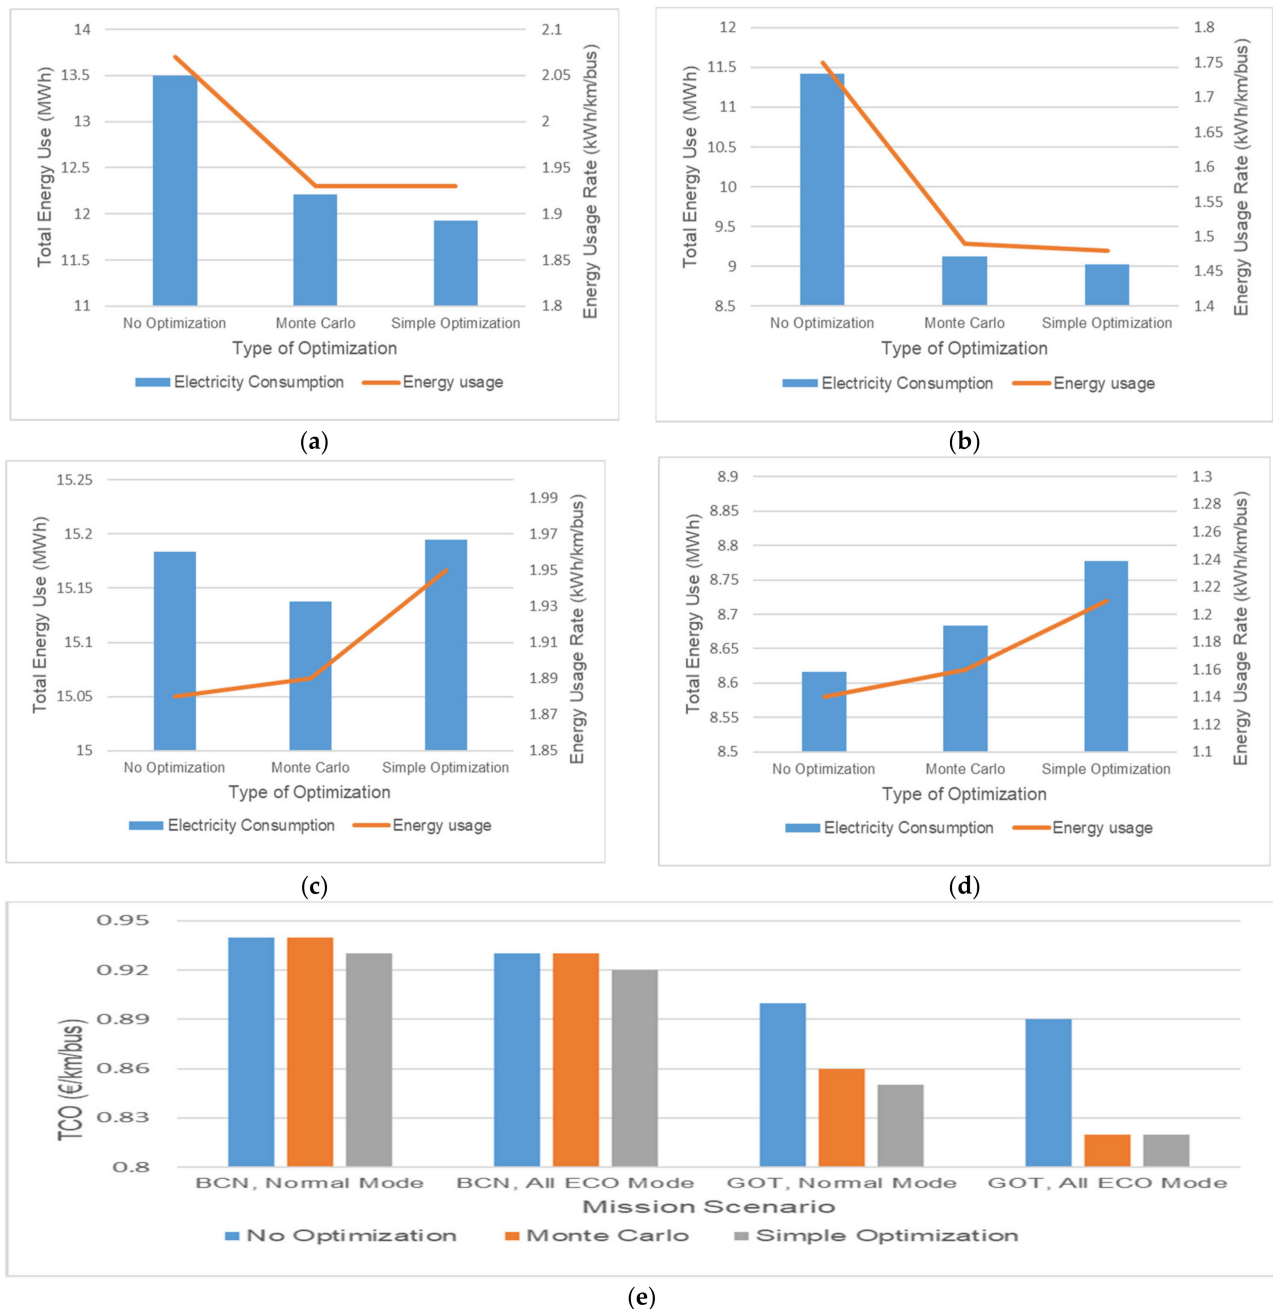 14
13.5
13
12.5
12
11.5
11
Total Energy Use (MWh)
2.1
2.05
2
1.95
1.9
1.85
1.8
Energy Usage Rate (kWh/km/bus)
No Optimization Monte Carlo Simple Optimization
Type of Optimization
Electricity Consumption Energy usage
(a)
12
11.5
11
10.5
10
9.5
9
8.5
Total Energy Use (MWh)
1.8
1.75
1.7
1.65
1.6
1.55
1.5
1.45
1.4
Energy Usage Rate (kWh/km/bus)
No Optimization Monte Carlo Simple Optimization
Type of Optimization
Electricity Consumption Energy usage
(b)
15.25
15.2
15.15
15.1
15.05
15
Total Energy Use (MWh)
1.99
1.97
1.95
1.93
1.91
1.89
1.87
1.85
Energy Usage Rate (kWh/km/bus)
No Optimization Monte Carlo Simple Optimization
Type of Optimization
Electricity Consumption Energy usage
(c)
8.9
8.85
8.8
8.75
8.7
8.65
8.6
8.55
8.5
Total Energy Use (MWh)
1.3
1.28
1.26
1.24
1.22
1.2
1.18
1.16
1.14
1.12
1.1
Energy Usage Rate (kWh/km/bus)
No Optimization Monte Carlo Simple Optimization
Type of Optimization
Electricity Consumption Energy usage
(d)
0.95
0.92
0.89
0.86
0.83
0.8
TCO (€/km/bus)
BCN, Normal Mode BCN, All ECO Mode GOT, Normal Mode GOT, All ECO Mode
Mission Scenario
No Optimization Monte Carlo Simple Optimization
(e)